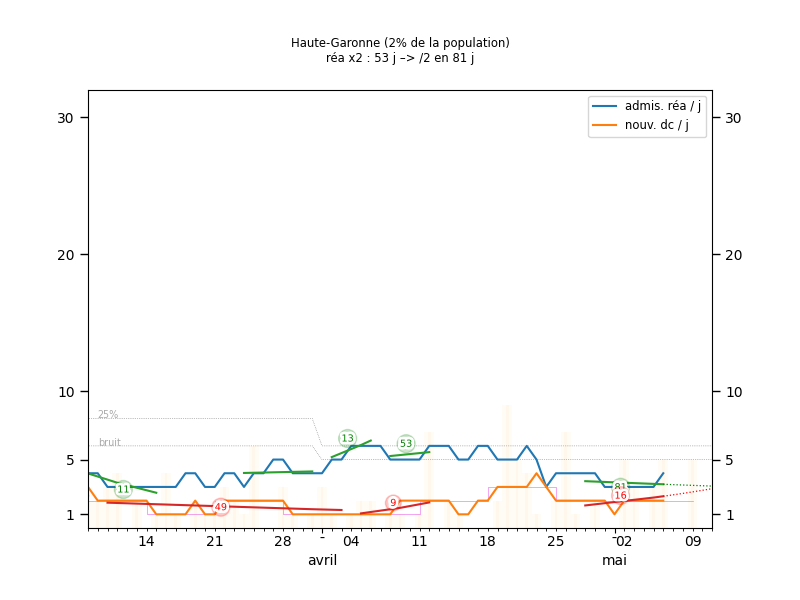 Haute-Garonne (2% de la population)
réa x2 : 53 j –> /2 en 81 j
admis. réa / j
nouv. dc / j
30 30
20 20
10 10
25%
13
53
bruit
5 5
11
81
16
9
49
1 1
14 21 28 - 04 11 18 25 02 09
avril mai